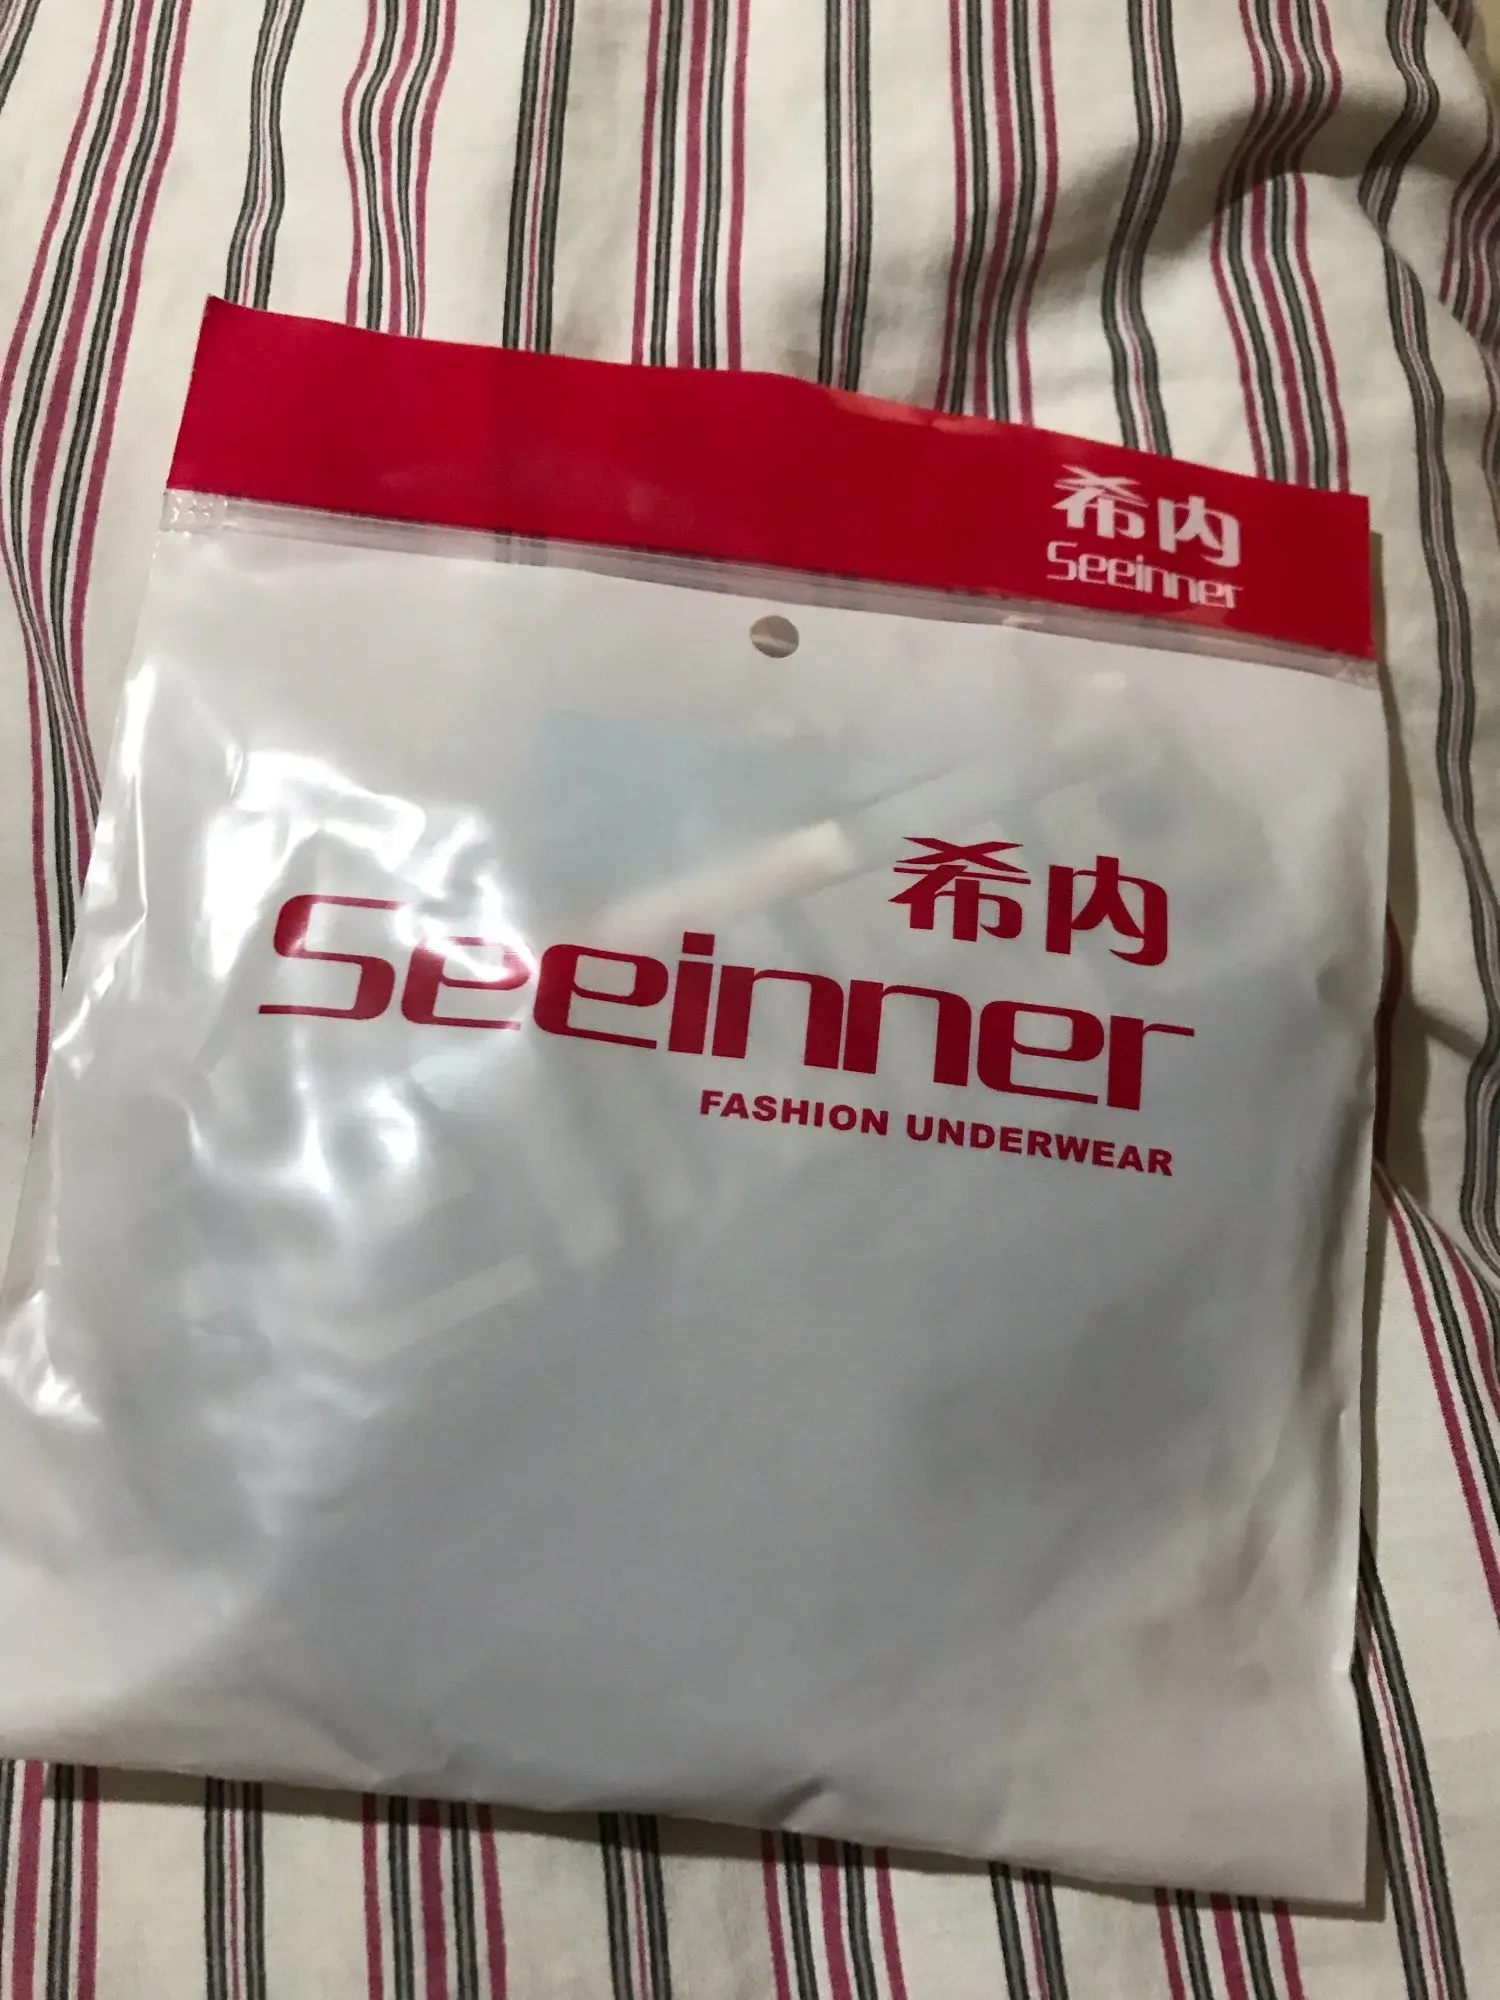 希内
Seeinner
希内
Seeinner
FASHION UNDERWEAR